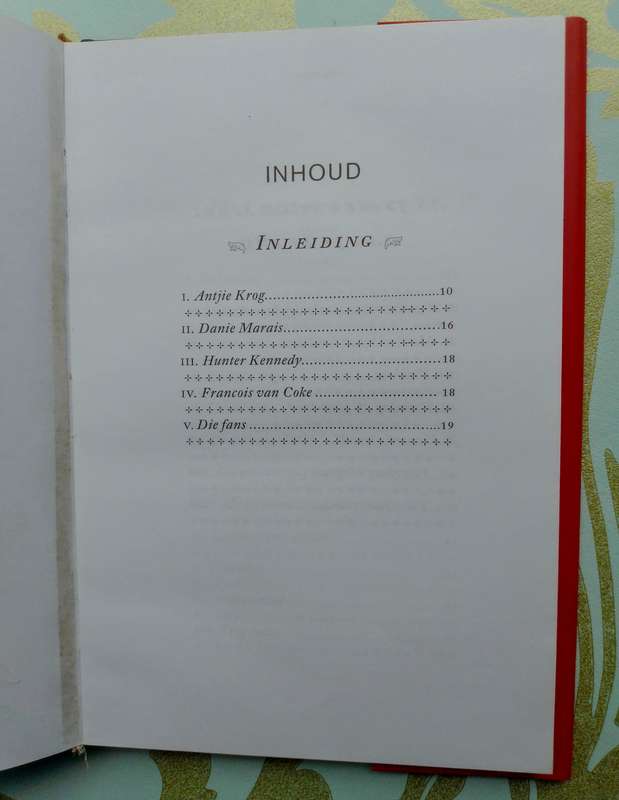 INHOUD
INLEIDING
I. Antjie Krog..........................................10
II. Danie Marais......................................16
III. Hunter Kennedy.................................18
IV. Francois van Coke ............................ 18
V. Die fans .............................................19